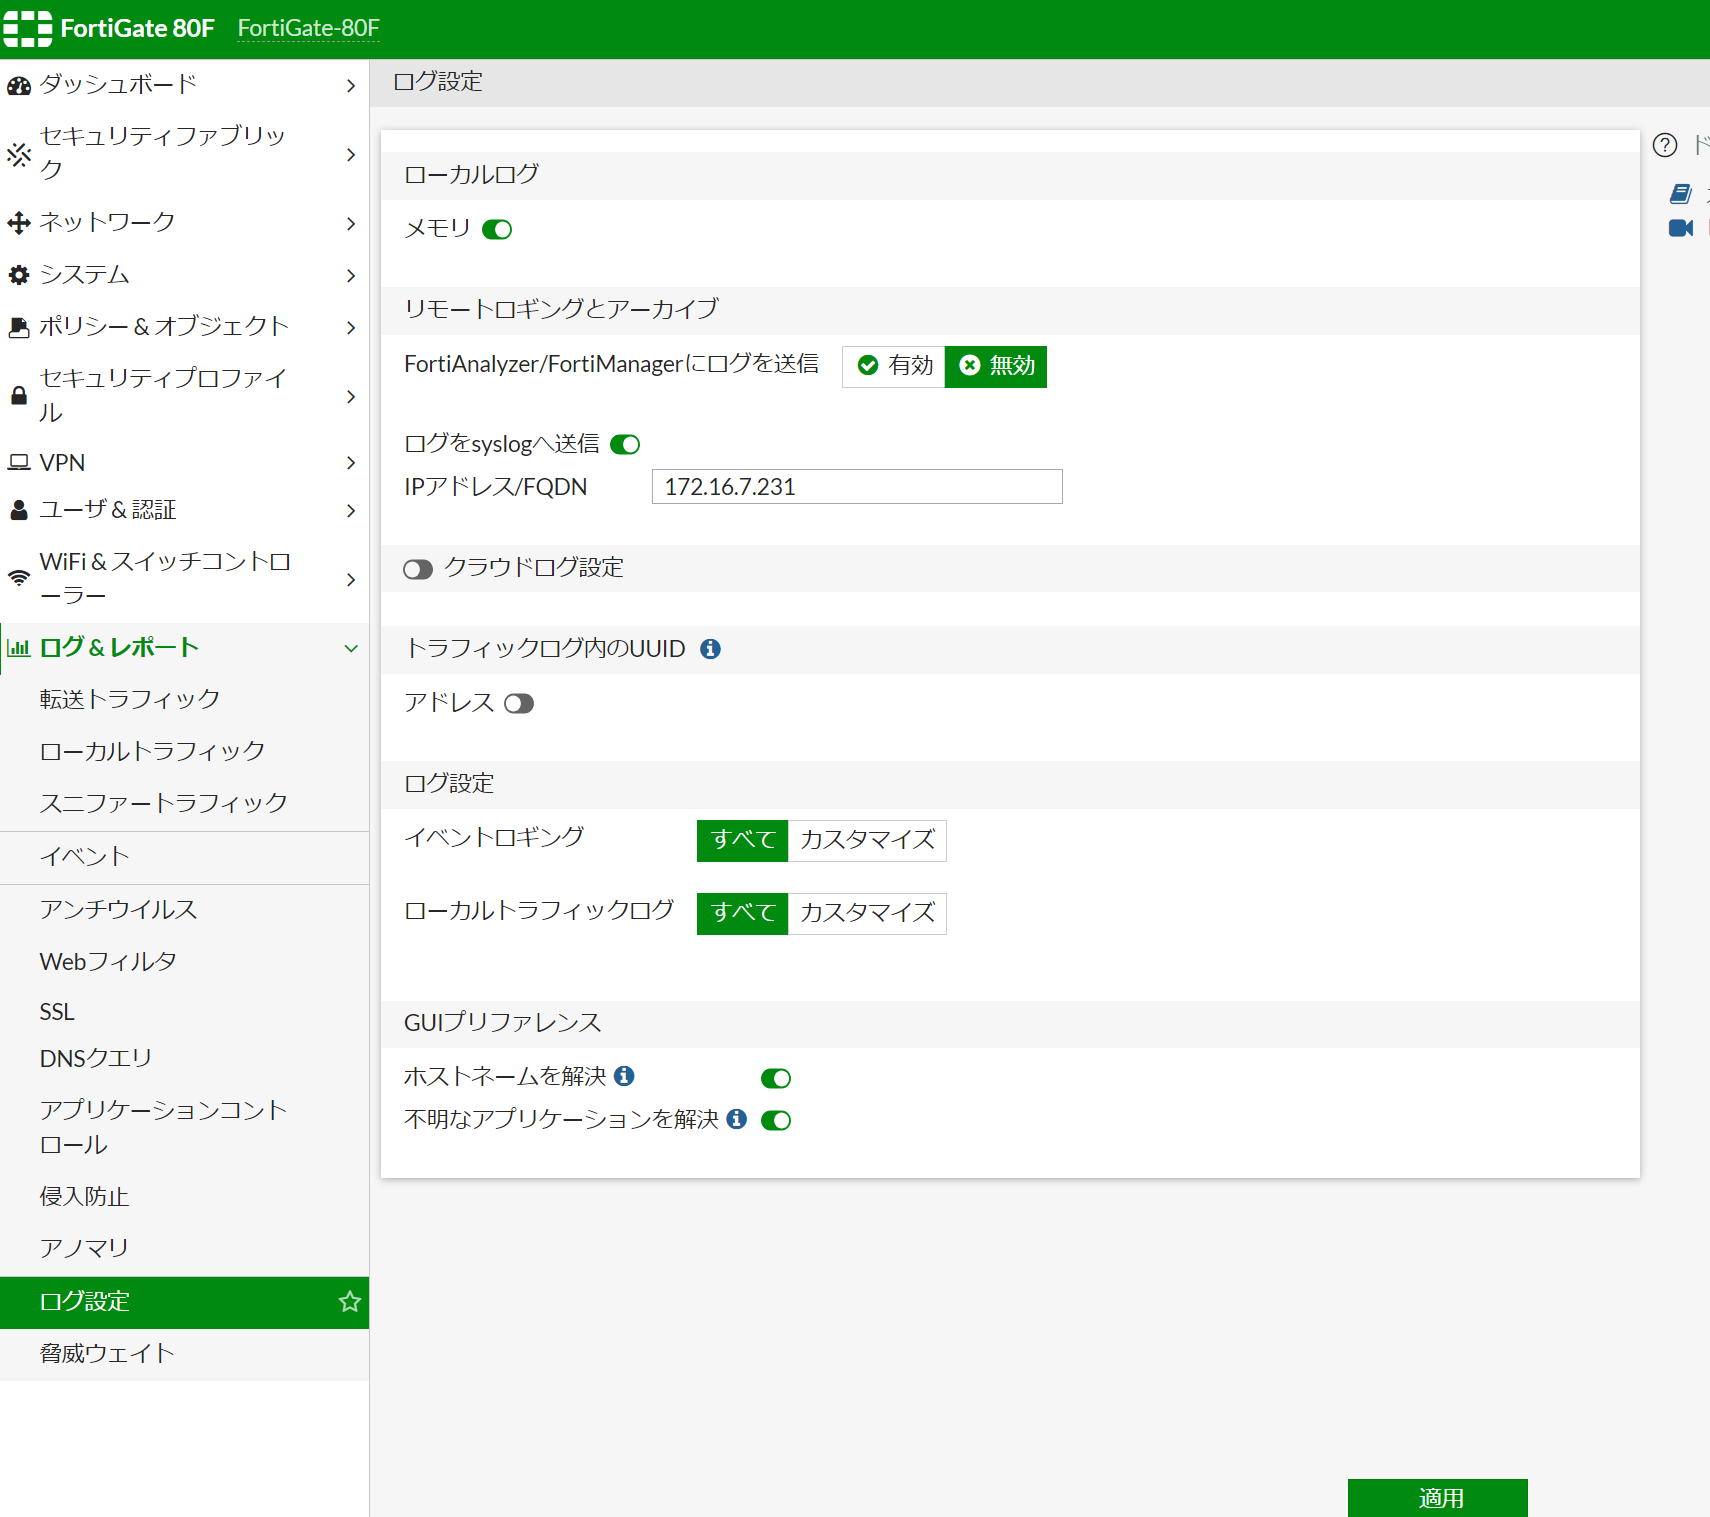 FortiGate 80F FortiGate-80F
ダッシュボード
セキュリティファブリッ
ク
ネットワーク
システム
ポリシー & オブジェクト
セキュリティプロファイ
ル
VPN
ユーザ & 認証
WiFi & スイッチコントロ
ーラー
ログ & レポート
転送トラフィック
ローカルトラフィック
スニファートラフィック
イベント
アンチウイルス
Webフィルタ
SSL
DNSクエリ
アプリケーションコント
ロール
侵入防止
アノマリ
ログ設定
脅威ウェイト
ログ設定
ローカルログ
メモリ
リモートロギングとアーカイブ
FortiAnalyzer/FortiManagerにログを送信 有効 無効
ログをsyslogへ送信
IPアドレス/FQDN 172.16.7.231
クラウドログ設定
トラフィックログ内のUUID
アドレス
ログ設定
イベントロギング すべて カスタマイズ
ローカルトラフィックログ すべて カスタマイズ
GUIプリファレンス
ホストネームを解決
不明なアプリケーションを解決
適用